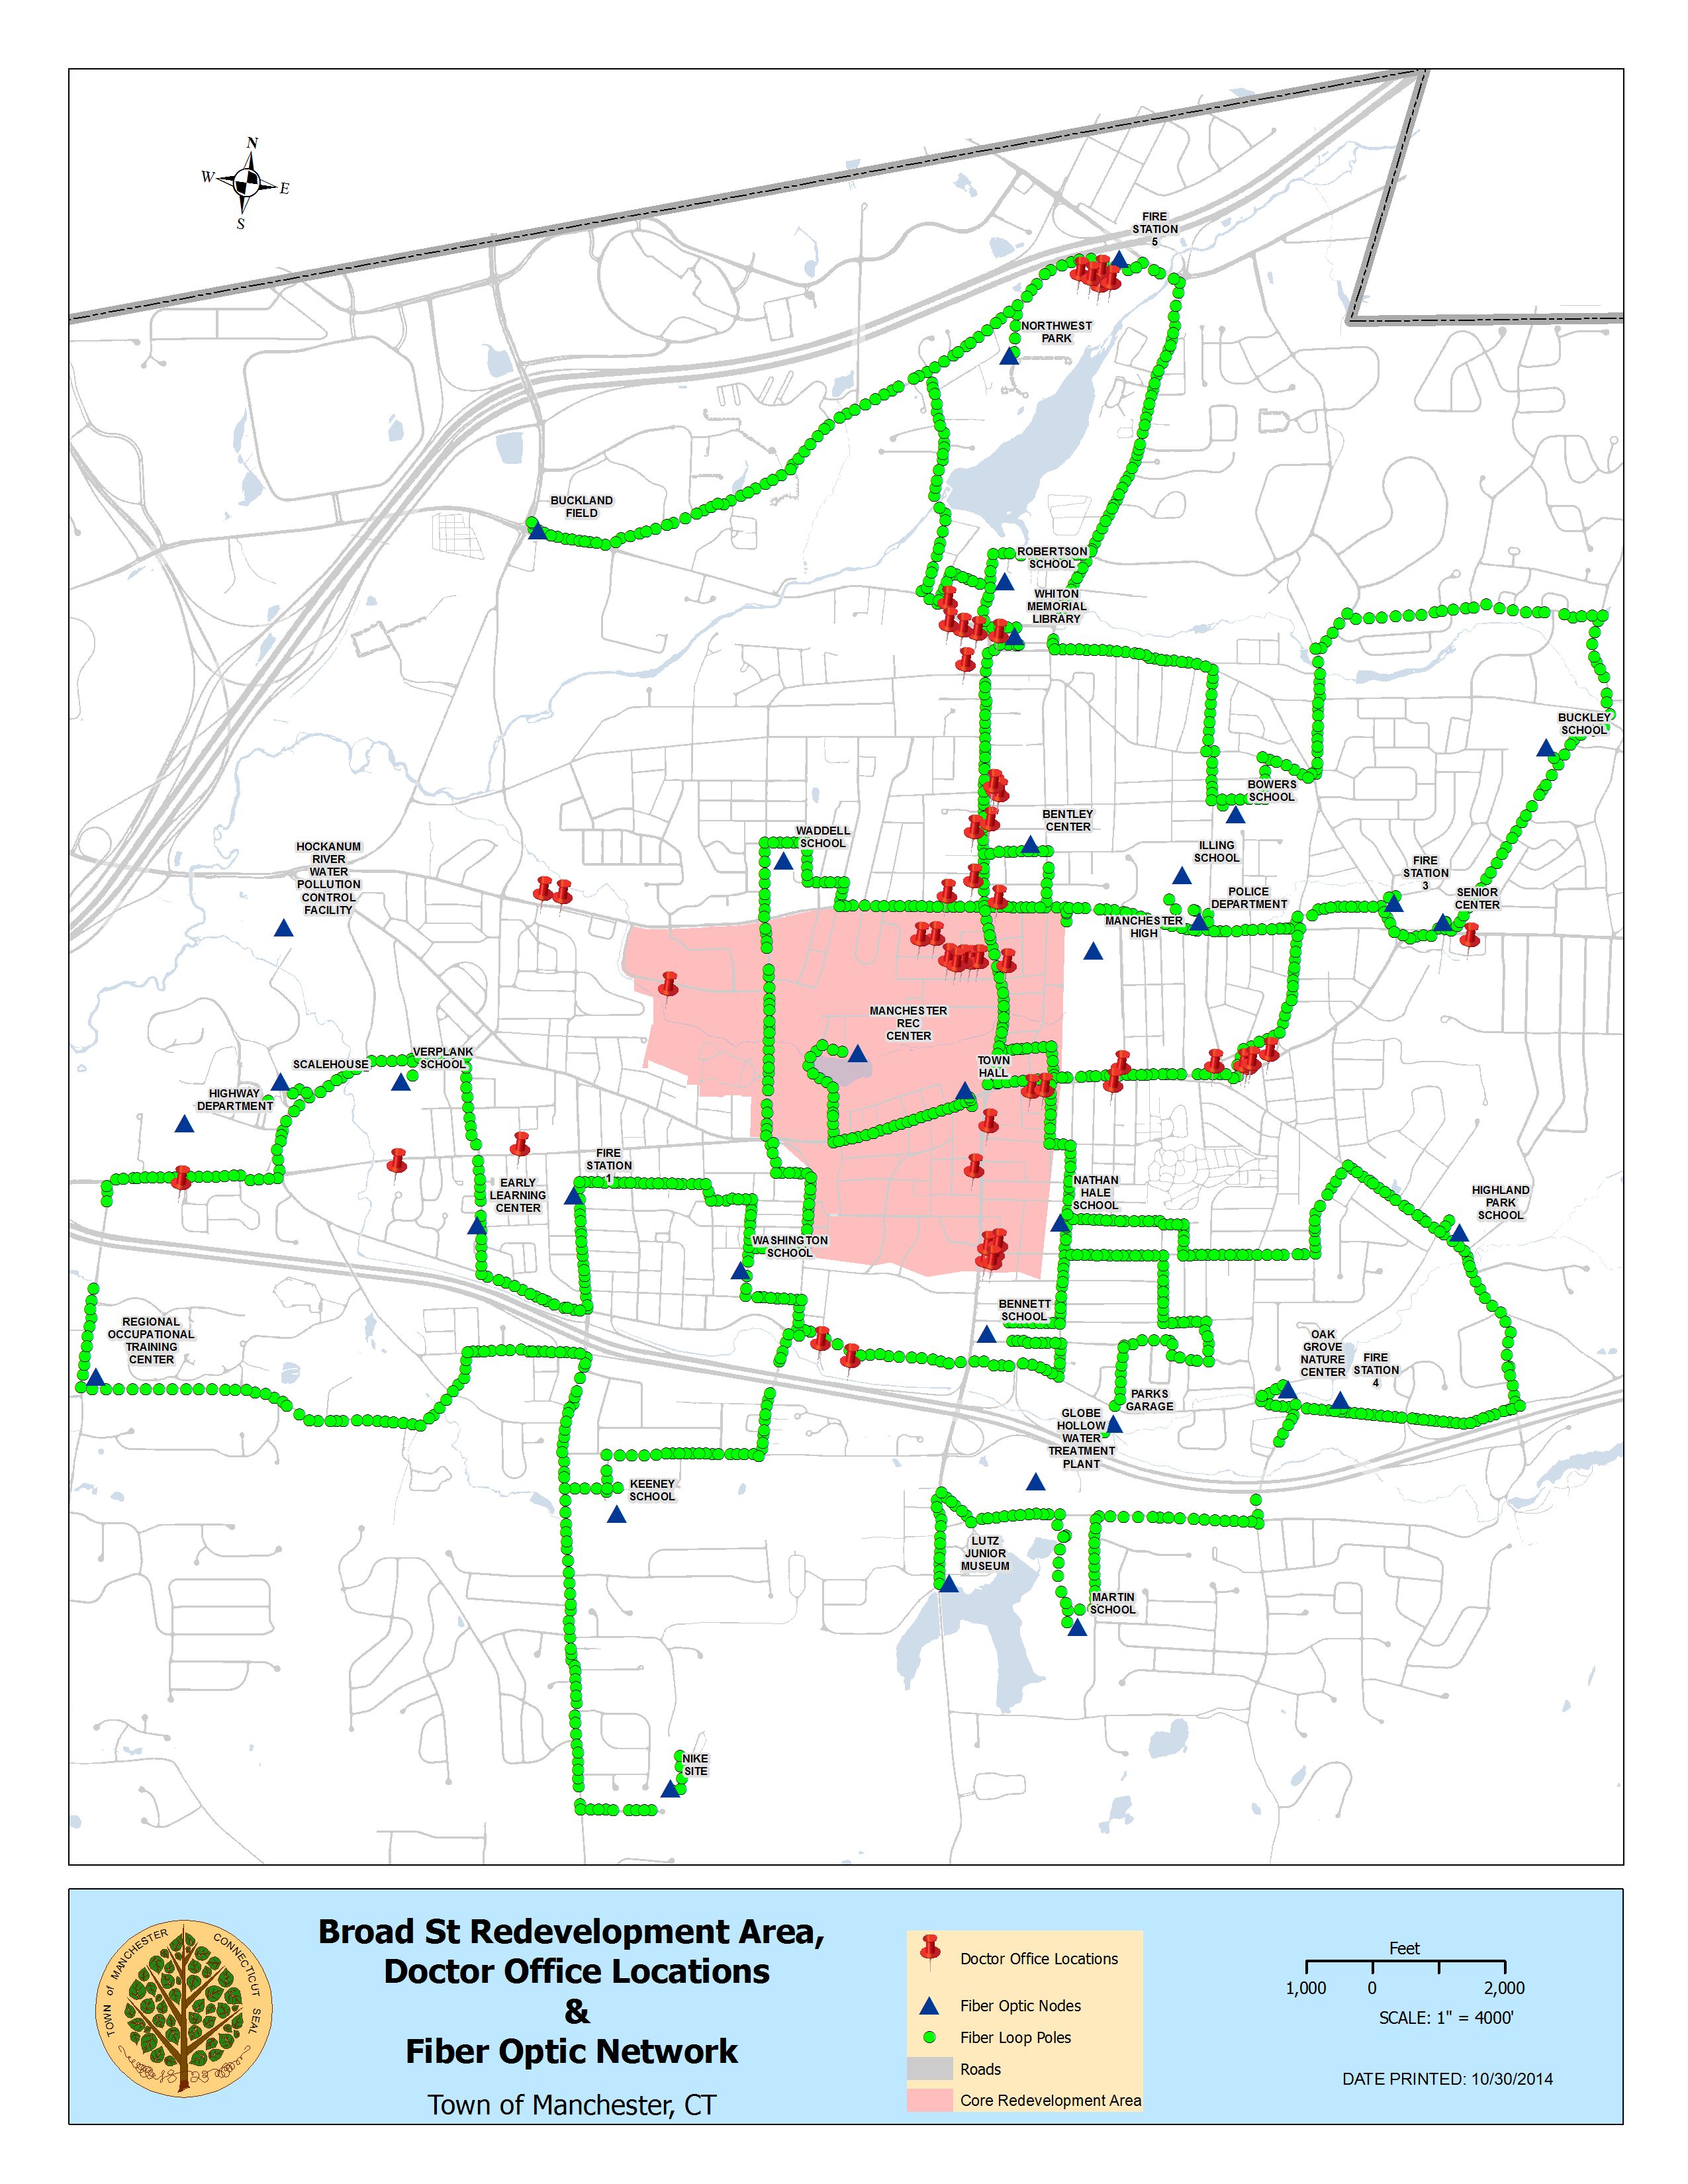 N
W
E
S
FIRE
STATION
5
NORTHWEST
PARK
BUCKLAND
FIELD
ROBERTSON
SCHOOL
WHITON
MEMORIAL
LIBRARY
BUCKLEY
SCHOOL
BOWERS
SCHOOL
BENTLEY
CENTER
WADDELL
SCHOOL
HOCKANUM
RIVER
WATER
POLLUTION
CONTROL
FACILITY
ILLING
SCHOOL
FIRE
STATION
3
SENIOR
CENTER
POLICE
DEPARTMENT
MANCHESTER
HIGH
MANCHESTER
REC
CENTER
TOWN
HALL
VERPLANK
SCHOOL
SCALEHOUSE
HIGHWAY
DEPARTMENT
FIRE
STATION
1
EARLY
LEARNING
CENTER
NATHAN
HALE
SCHOOL
HIGHLAND
PARK
SCHOOL
WASHINGTON
SCHOOL
BENNETT
SCHOOL
REGIONAL
OCCUPATIONAL
TRAINING
CENTER
OAK
GROVE
NATURE
CENTER
FIRE
STATION
4
PARKS
GARAGE
GLOBE
HOLLOW
WATER
TREATMENT
PLANT
KEENEY
SCHOOL
LUTZ
JUNIOR
MUSEUM
MARTIN
SCHOOL
NIKE
SITE
TOWN of MANCHESTER CONNECTICUT SEAL
Broad St Redevelopment Area,
Doctor Office Locations
&
Fiber Optic Network
Town of Manchester, CT
Doctor Office Locations
Fiber Optic Nodes
Fiber Loop Poles
Roads
Core Redevelopment Area
Feet
1,000 0 2,000
SCALE: 1" = 4000'
DATE PRINTED: 10/30/2014